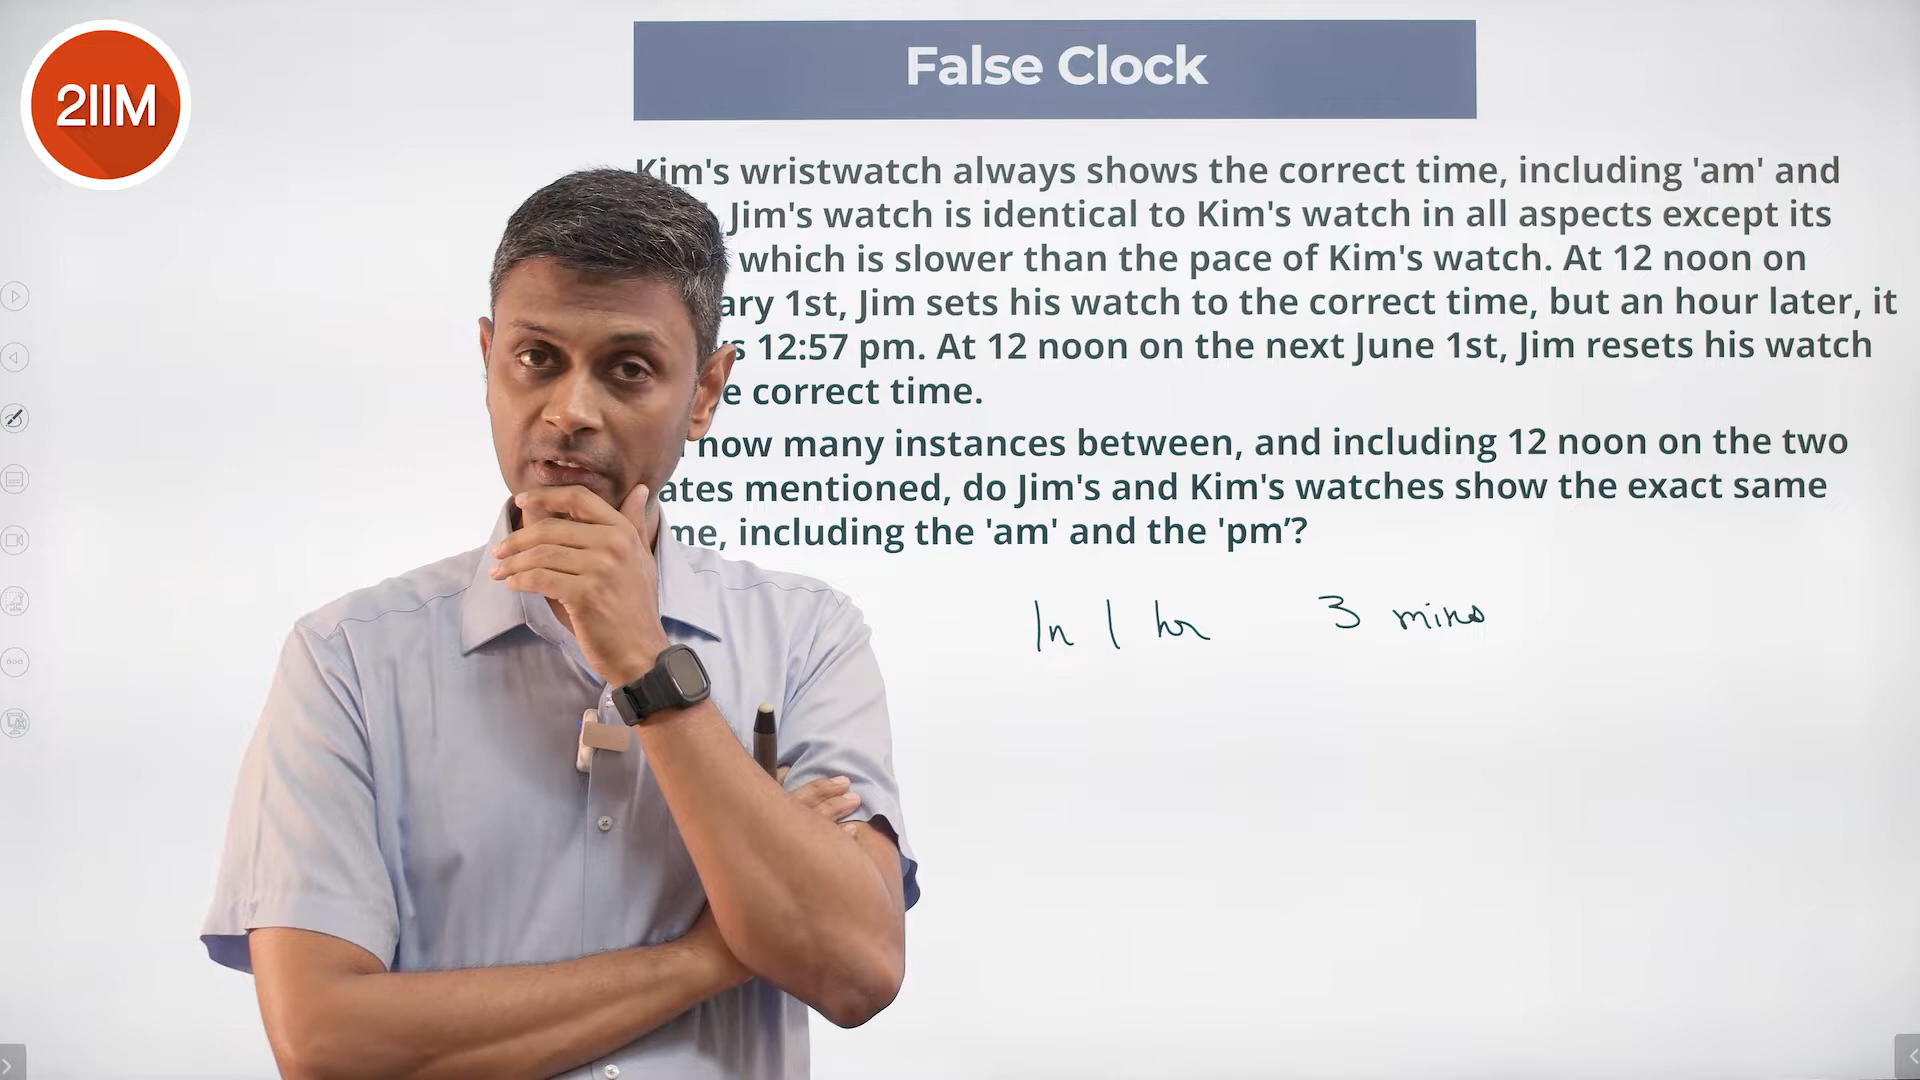 2IIM
False Clock
Kim's wristwatch always shows the correct time, including 'am' and
Jim's watch is identical to Kim's watch in all aspects except its
which is slower than the pace of Kim's watch. At 12 noon on
ary 1st, Jim sets his watch to the correct time, but an hour later, it
s 12:57 pm. At 12 noon on the next June 1st, Jim resets his watch
e correct time.
how many instances between, and including 12 noon on the two
ates mentioned, do Jim's and Kim's watches show the exact same
me, including the 'am' and the 'pm'?
In 1 hr 3 mins